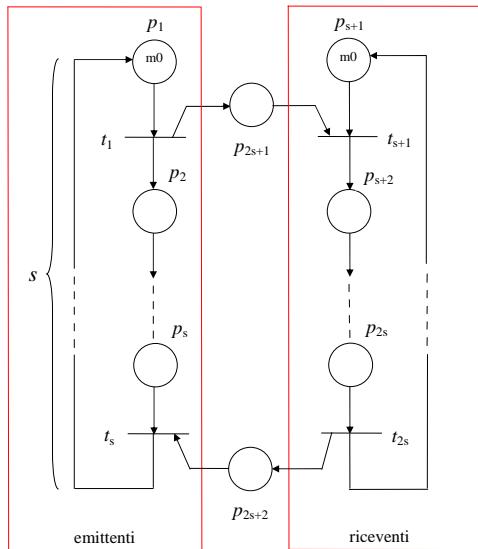 p₁
pₛ₊₁
m0
m0
t₁
p₂ₛ₊₁
tₛ₊₁
p₂
pₛ₊₂
s
pₛ
p₂ₛ
tₛ
t₂ₛ
p₂ₛ₊₂
emittenti
riceventi